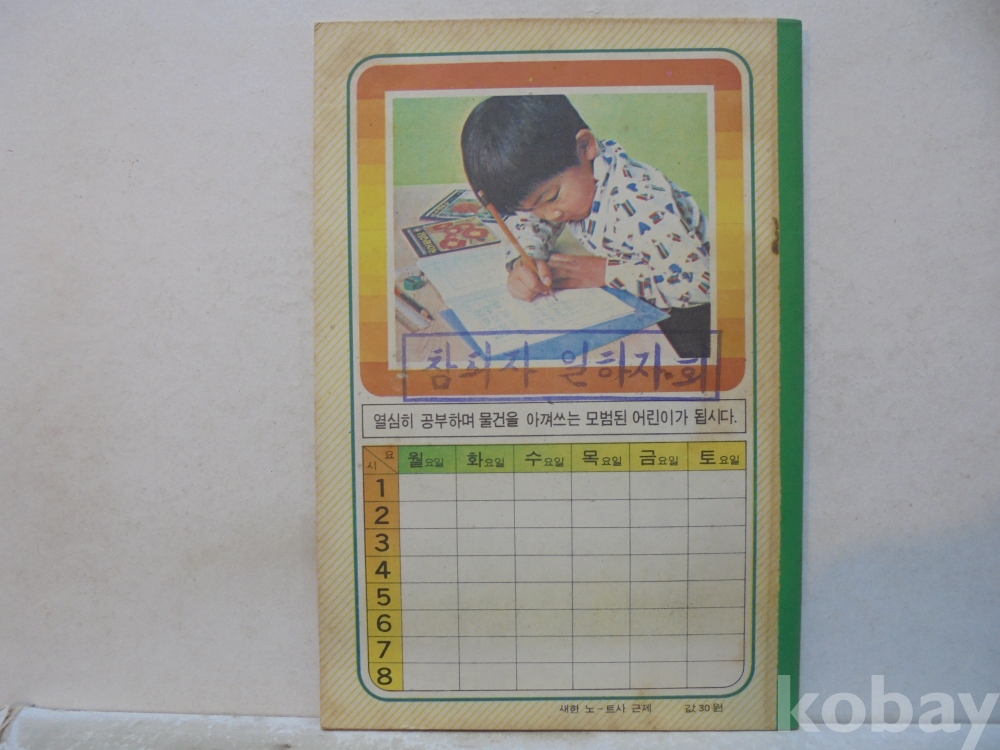 참되자 일하자.회
열심히 공부하며 물건을 아껴쓰는 모범된 어린이가 됩시다.
요 시 월요일 화요일 수요일 목요일 금요일 토요일
1
2
3
4
5
6
7
8
새한 노-트사 근제 값 30원
kobay